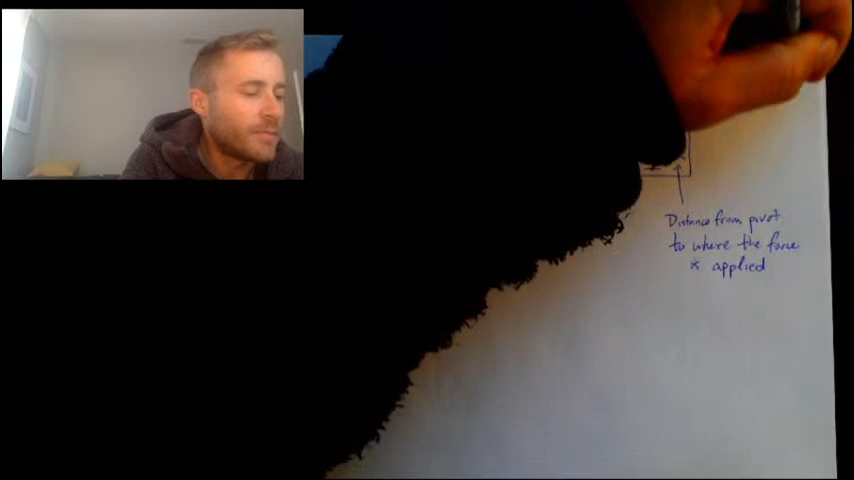 Distance from pivot
to where the force
is applied